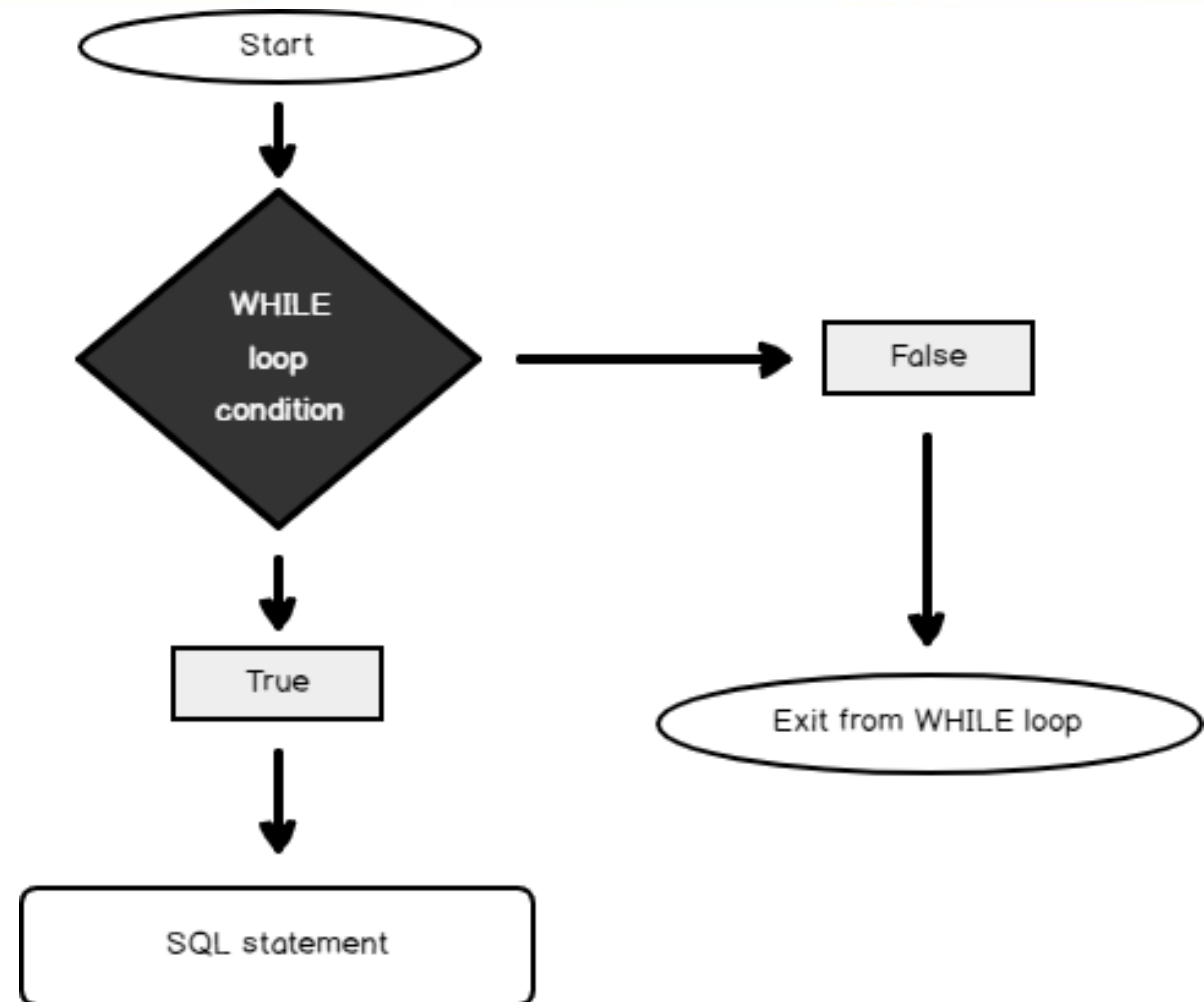 Start
WHILE
loop
condition
False
True
Exit from WHILE loop
SQL statement